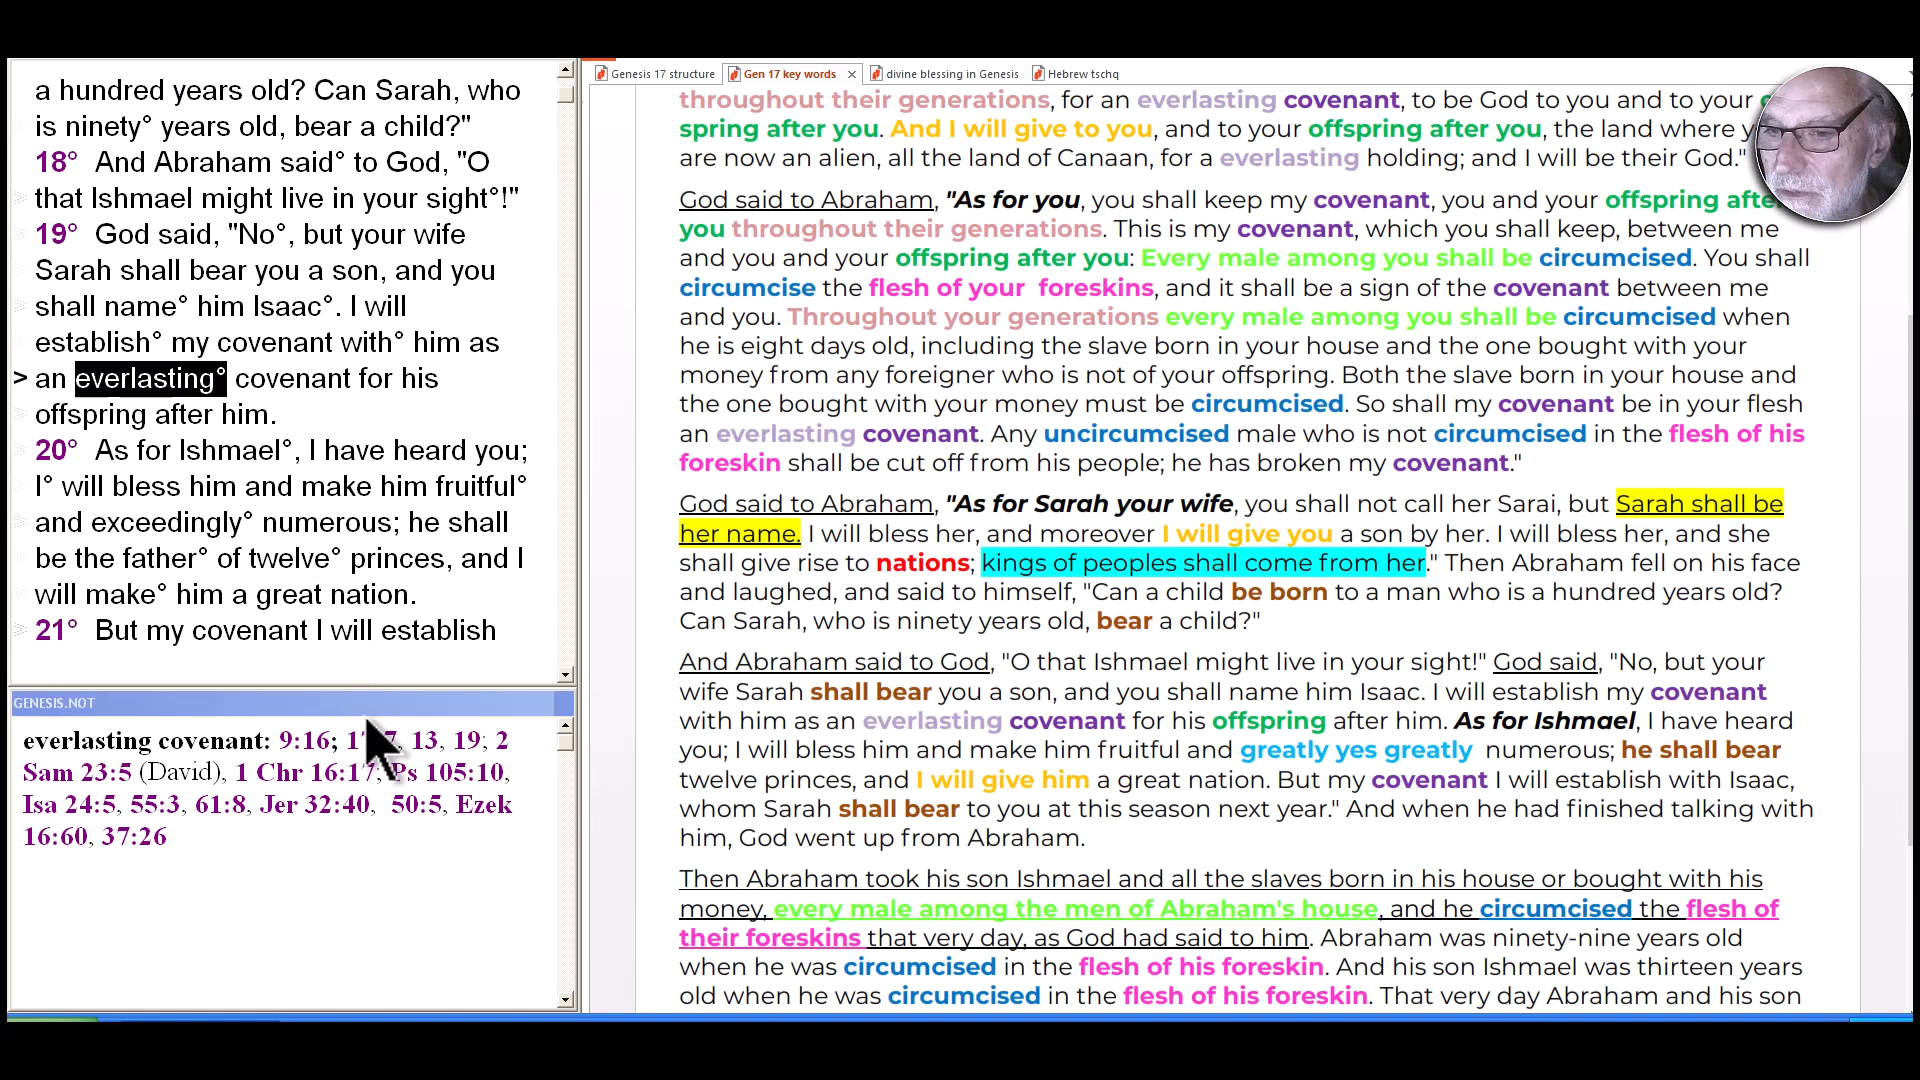 a hundred years old? Can Sarah, who
is ninety° years old, bear a child?"
18° And Abraham said° to God, "O
that Ishmael might live in your sight°!"
19° God said, "No°, but your wife
Sarah shall bear you a son, and you
shall name° him Isaac°. I will
establish° my covenant with° him as
> an everlasting° covenant for his
offspring after him.
20° As for Ishmael°, I have heard you;
I° will bless him and make him fruitful°
and exceedingly° numerous; he shall
be the father° of twelve° princes, and I
will make° him a great nation.
21° But my covenant I will establish
GENESIS.NOT
everlasting covenant: 9:16; 13, 19; 2
Sam 23:5 (David), 1 Chr 16:17, Ps 105:10,
Isa 24:5, 55:3, 61:8, Jer 32:40, 50:5, Ezek
16:60, 37:26
Genesis 17 structure
Gen 17 key words
divine blessing in Genesis
Hebrew tschq
throughout their generations, for an everlasting covenant, to be God to you and to your
spring after you. And I will give to you, and to your offspring after you, the land where
are now an alien, all the land of Canaan, for a everlasting holding; and I will be their God."
God said to Abraham, "As for you, you shall keep my covenant, you and your offspring
you throughout their generations. This is my covenant, which you shall keep, between me
and you and your offspring after you: Every male among you shall be circumcised. You shall
circumcise the flesh of your foreskins, and it shall be a sign of the covenant between me
and you. Throughout your generations every male among you shall be circumcised when
he is eight days old, including the slave born in your house and the one bought with your
money from any foreigner who is not of your offspring. Both the slave born in your house and
the one bought with your money must be circumcised. So shall my covenant be in your flesh
an everlasting covenant. Any uncircumcised male who is not circumcised in the flesh of his
foreskin shall be cut off from his people; he has broken my covenant."
God said to Abraham, "As for Sarah your wife, you shall not call her Sarai, but Sarah shall be
her name. I will bless her, and moreover I will give you a son by her. I will bless her, and she
shall give rise to nations; kings of peoples shall come from her." Then Abraham fell on his face
and laughed, and said to himself, "Can a child be born to a man who is a hundred years old?
Can Sarah, who is ninety years old, bear a child?"
And Abraham said to God, "O that Ishmael might live in your sight!" God said, "No, but your
wife Sarah shall bear you a son, and you shall name him Isaac. I will establish my covenant
with him as an everlasting covenant for his offspring after him. As for Ishmael, I have heard
you; I will bless him and make him fruitful and greatly yes greatly numerous; he shall bear
twelve princes, and I will give him a great nation. But my covenant I will establish with Isaac,
whom Sarah shall bear to you at this season next year." And when he had finished talking with
him, God went up from Abraham.
Then Abraham took his son Ishmael and all the slaves born in his house or bought with his
money, every male among the men of Abraham's house, and he circumcised the flesh of
their foreskins that very day, as God had said to him. Abraham was ninety-nine years old
when he was circumcised in the flesh of his foreskin. And his son Ishmael was thirteen years
old when he was circumcised in the flesh of his foreskin. That very day Abraham and his son